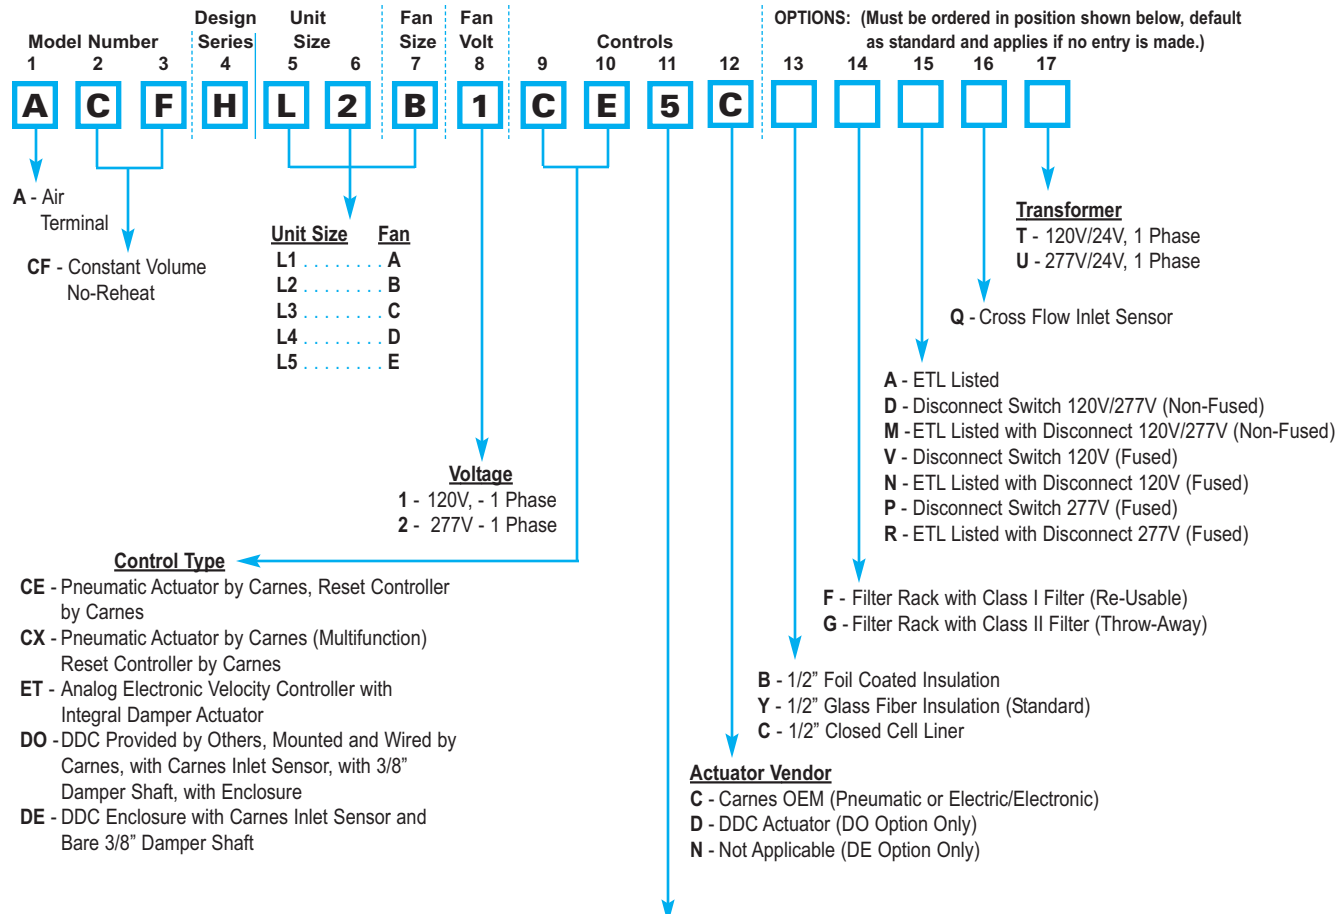 Design Unit Fan Fan OPTIONS: (Must be ordered in position shown below, default
Model Number Series Size Size Volt Controls as standard and applies if no entry is made.)
1 2 3 4 5 6 7 8 9 10 11 12 13 14 15 16 17
A C F H L 2 B 1 C E 5 C
A - Air
Terminal
CF - Constant Volume
No-Reheat
Unit Size Fan
L1 . . . . . . . . A
L2 . . . . . . . . B
L3 . . . . . . . . C
L4 . . . . . . . . D
L5 . . . . . . . . E
Voltage
1 - 120V, - 1 Phase
2 - 277V - 1 Phase
Control Type
CE - Pneumatic Actuator by Carnes, Reset Controller
by Carnes
CX - Pneumatic Actuator by Carnes (Multifunction)
Reset Controller by Carnes
ET - Analog Electronic Velocity Controller with
Integral Damper Actuator
DO - DDC Provided by Others, Mounted and Wired by
Carnes, with Carnes Inlet Sensor, with 3/8"
Damper Shaft, with Enclosure
DE - DDC Enclosure with Carnes Inlet Sensor and
Bare 3/8" Damper Shaft
Transformer
T - 120V/24V, 1 Phase
U - 277V/24V, 1 Phase
Q - Cross Flow Inlet Sensor
A - ETL Listed
D - Disconnect Switch 120V/277V (Non-Fused)
M - ETL Listed with Disconnect 120V/277V (Non-Fused)
V - Disconnect Switch 120V (Fused)
N - ETL Listed with Disconnect 120V (Fused)
P - Disconnect Switch 277V (Fused)
R - ETL Listed with Disconnect 277V (Fused)
F - Filter Rack with Class I Filter (Re-Usable)
G - Filter Rack with Class II Filter (Throw-Away)
B - 1/2" Foil Coated Insulation
Y - 1/2" Glass Fiber Insulation (Standard)
C - 1/2" Closed Cell Liner
Actuator Vendor
C - Carnes OEM (Pneumatic or Electric/Electronic)
D - DDC Actuator (DO Option Only)
N - Not Applicable (DE Option Only)